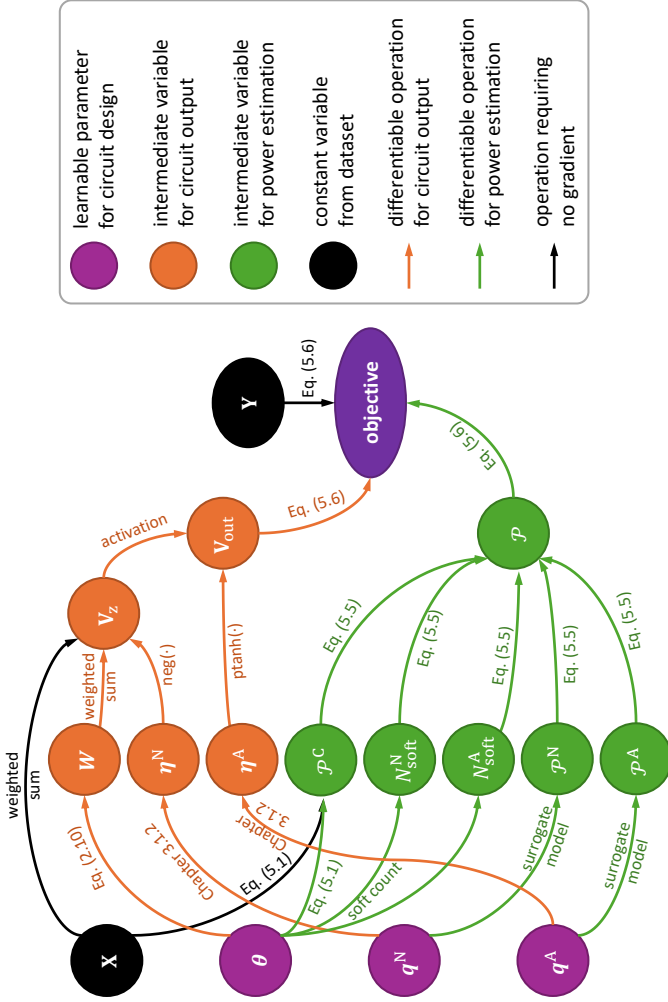 X
θ
q^N
q^A
weighted
sum
Eq. (5.1)
Eq. (2.10)
Chapter 3.1.2
Chapter
3.1.2
Eq. (5.1)
soft count
surrogate
model
surrogate
model
W
η^N
η^A
𝒫^C
N_soft^N
N_soft^A
𝒫^N
𝒫^A
weighted
sum
neg(·)
ptanh(·)
Eq. (5.5)
Eq. (5.5)
Eq. (5.5)
Eq. (5.5)
Eq. (5.5)
V_z
activation
V_out
𝒫
Eq. (5.6)
Eq. (5.6)
Y
Eq. (5.6)
objective
learnable parameter
for circuit design
intermediate variable
for circuit output
intermediate variable
for power estimation
constant variable
from dataset
differentiable operation
for circuit output
differentiable operation
for power estimation
operation requiring
no gradient